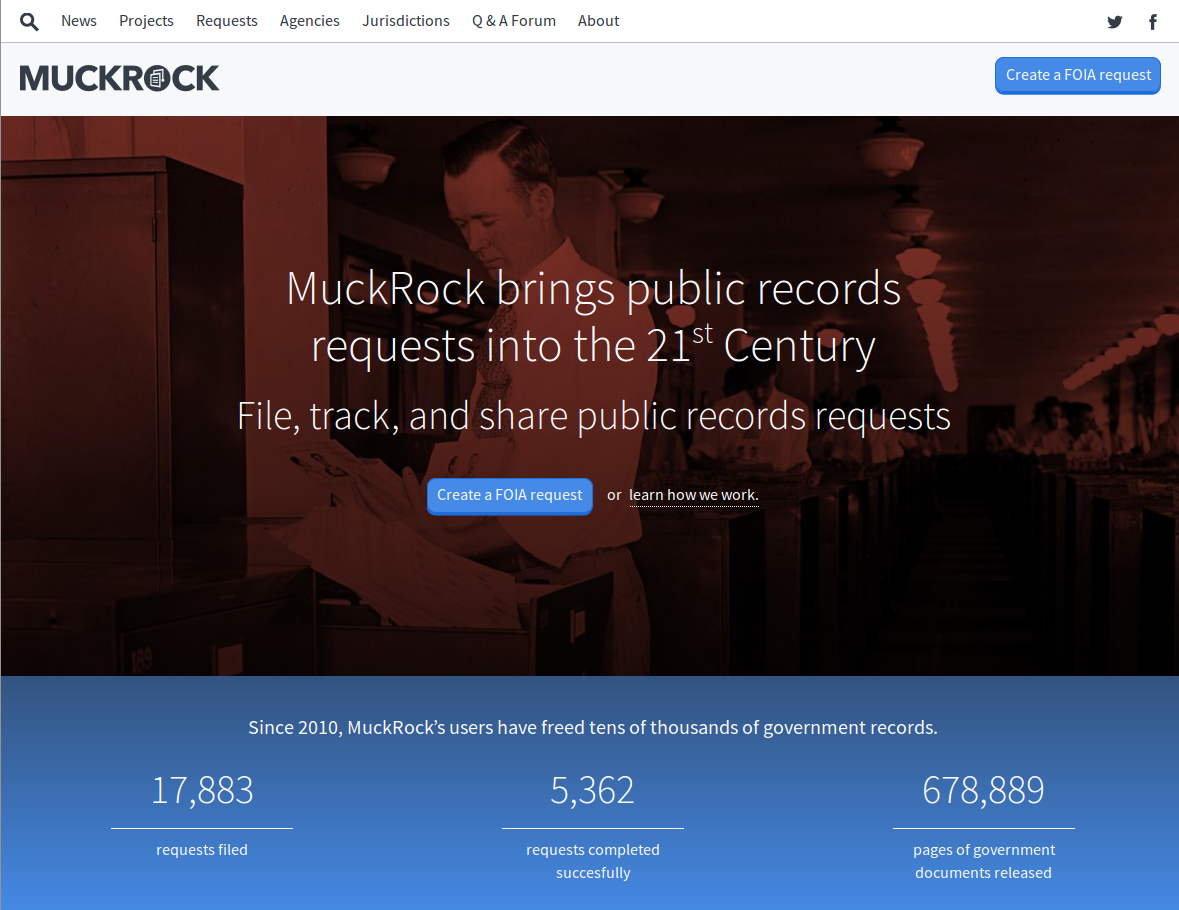 News Projects Requests Agencies Jurisdictions Q & A Forum About
MUCKROCK
Create a FOIA request
MuckRock brings public records
requests into the 21st Century
File, track, and share public records requests
Create a FOIA request or learn how we work.
189
Since 2010, MuckRock’s users have freed tens of thousands of government records.
17,883 5,362 678,889
requests filed requests completed pages of government
succesfully documents released